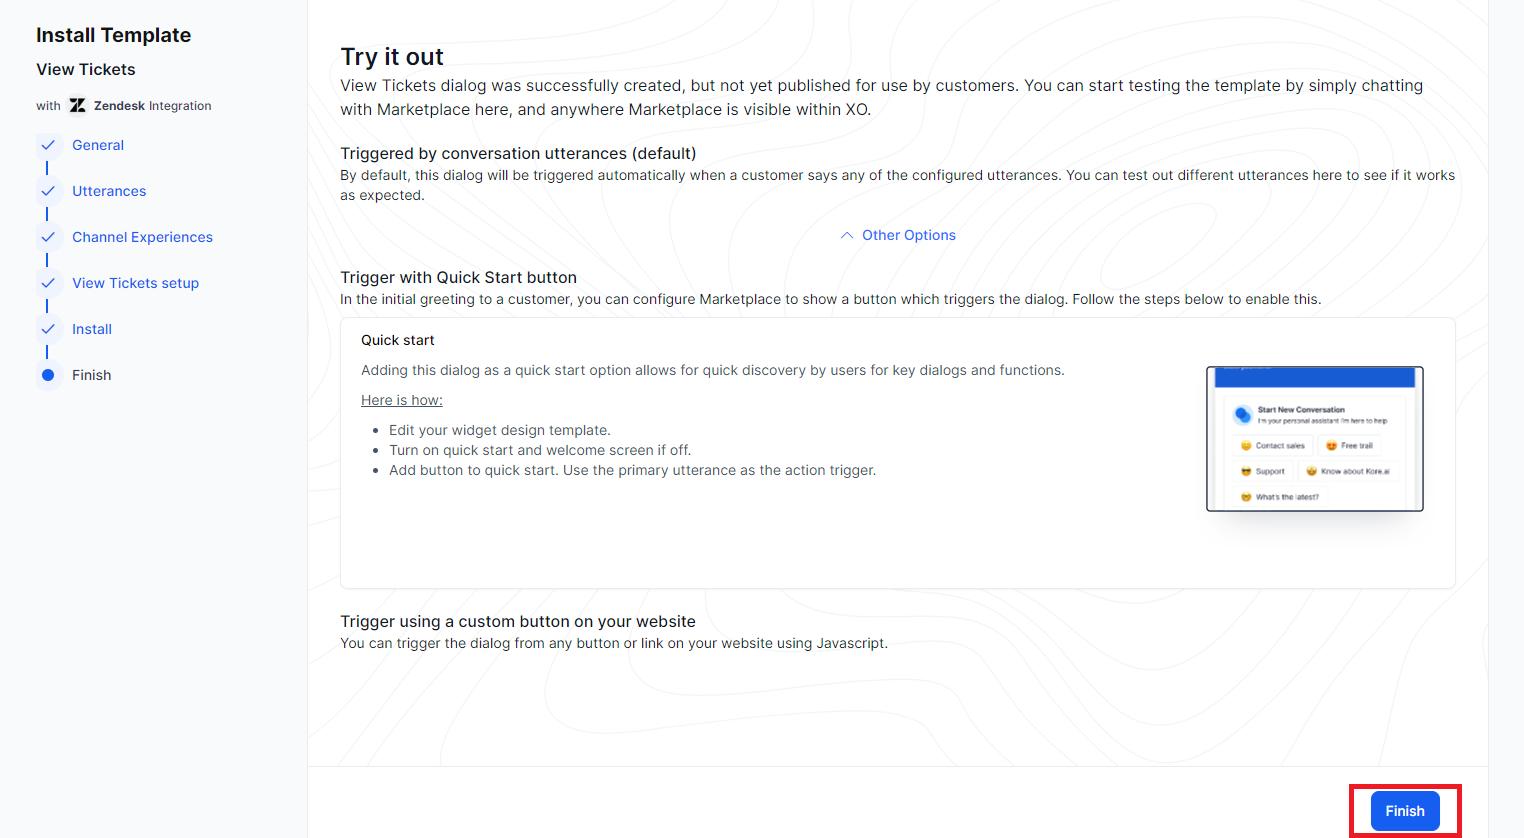 Install Template
View Tickets
with Zendesk Integration
General
Utterances
Channel Experiences
View Tickets setup
Install
Finish
Try it out
View Tickets dialog was successfully created, but not yet published for use by customers. You can start testing the template by simply chatting
with Marketplace here, and anywhere Marketplace is visible within XO.
Triggered by conversation utterances (default)
By default, this dialog will be triggered automatically when a customer says any of the configured utterances. You can test out different utterances here to see if it works
as expected.
Other Options
Trigger with Quick Start button
In the initial greeting to a customer, you can configure Marketplace to show a button which triggers the dialog. Follow the steps below to enable this.
Quick start
Adding this dialog as a quick start option allows for quick discovery by users for key dialogs and functions.
Here is how:
Edit your widget design template.
Turn on quick start and welcome screen if off.
Add button to quick start. Use the primary utterance as the action trigger.
Start New Conversation
I'm your personal assistant I'm here to help
Contact sales Free trail
Support Know about Kore.ai
What's the latest?
Trigger using a custom button on your website
You can trigger the dialog from any button or link on your website using Javascript.
Finish